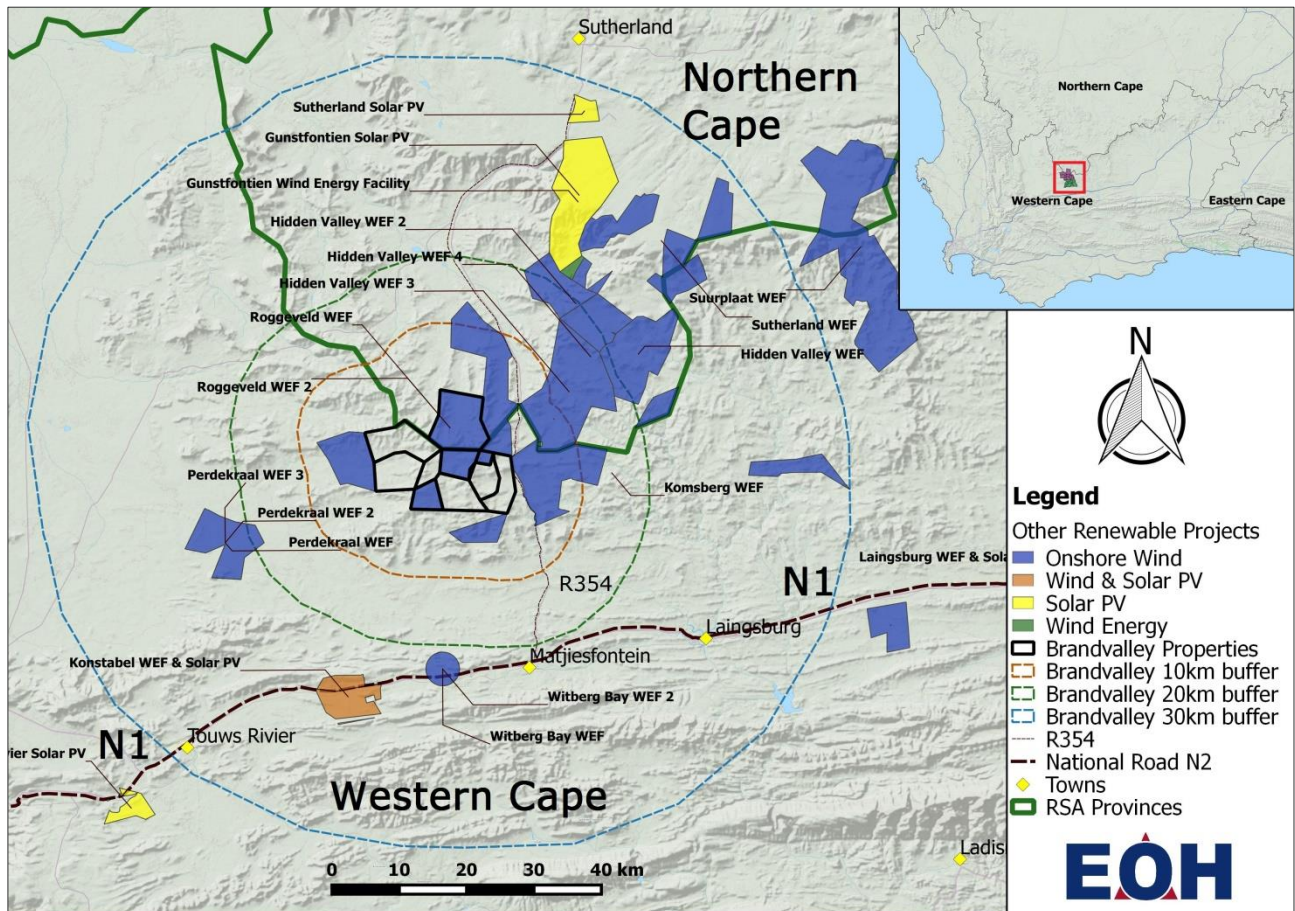 Sutherland
Northern
Cape
Sutherland Solar PV
Gunstfontien Solar PV
Gunstfontien Wind Energy Facility
Hidden Valley WEF 2
Hidden Valley WEF 4
Hidden Valley WEF 3
Roggeveld WEF
Roggeveld WEF 2
Suurplaat WEF
Sutherland WEF
Hidden Valley WEF
Perdekraal WEF 3
Perdekraal WEF 2
Perdekraal WEF
Komsberg WEF
R354
N1
Laingsburg WEF & Sola
Laingsburg
Matjiesfontein
Konstabel WEF & Solar PV
Witberg Bay WEF 2
Witberg Bay WEF
Touws Rivier
N1
vier Solar PV
Western Cape
Ladis
0 10 20 30 40 km
Northern Cape
Western Cape
Eastern Cape
N
Legend
Other Renewable Projects
Onshore Wind
Wind & Solar PV
Solar PV
Wind Energy
Brandvalley Properties
Brandvalley 10km buffer
Brandvalley 20km buffer
Brandvalley 30km buffer
R354
National Road N2
Towns
RSA Provinces
EOH